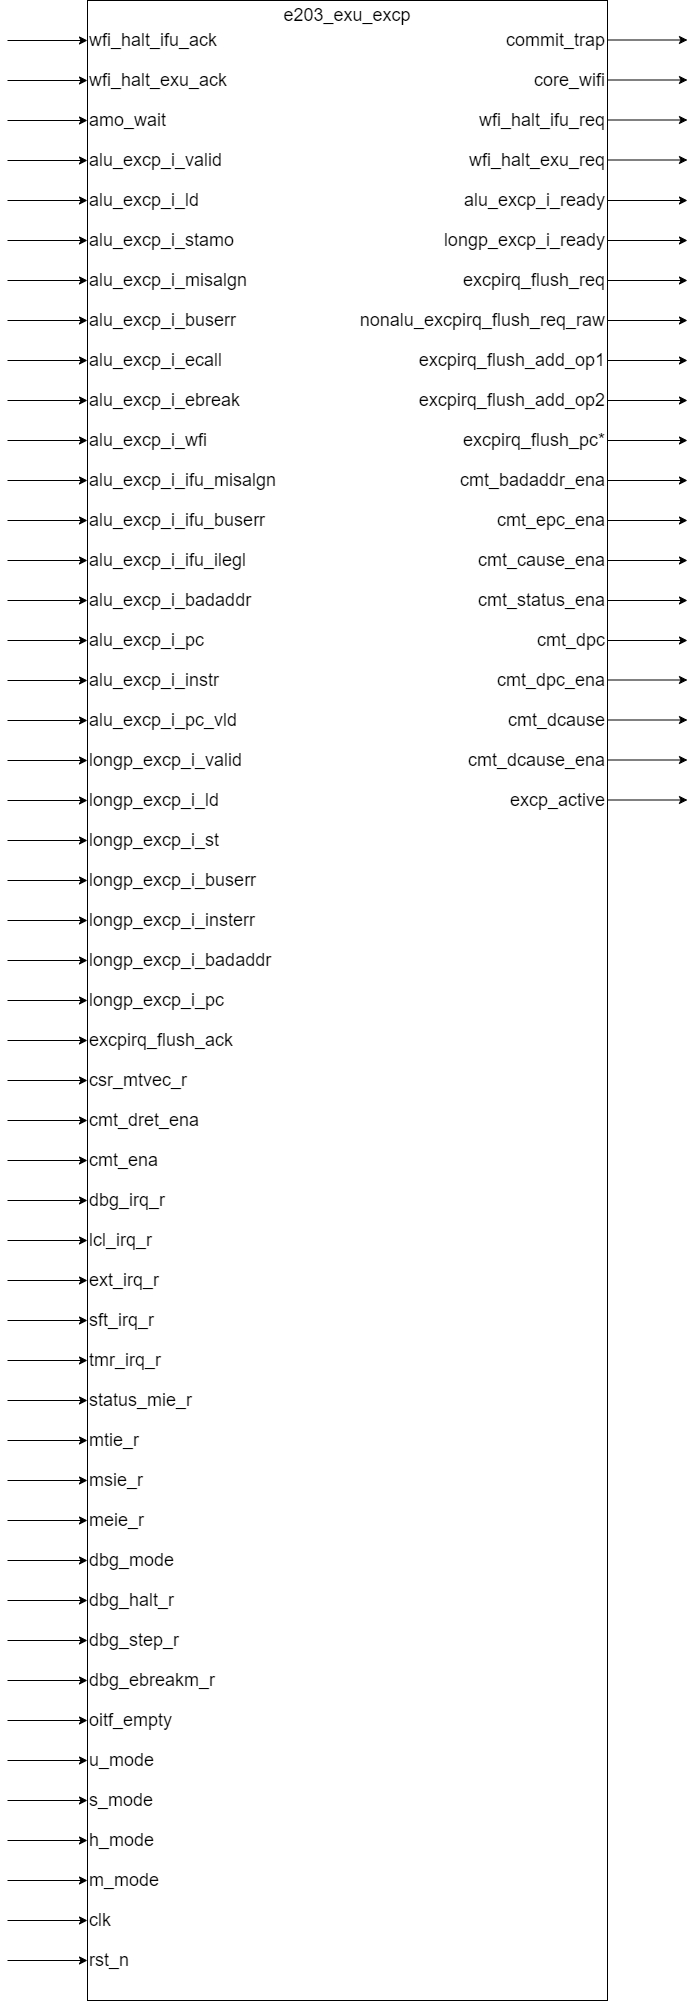 e203_exu_excp
wfi_halt_ifu_ack
commit_trap
wfi_halt_exu_ack
core_wifi
amo_wait
wfi_halt_ifu_req
alu_excp_i_valid
wfi_halt_exu_req
alu_excp_i_ld
alu_excp_i_ready
alu_excp_i_stamo
longp_excp_i_ready
alu_excp_i_misalgn
excpirq_flush_req
alu_excp_i_buserr
nonalu_excpirq_flush_req_raw
alu_excp_i_ecall
excpirq_flush_add_op1
alu_excp_i_ebreak
excpirq_flush_add_op2
alu_excp_i_wfi
excpirq_flush_pc*
alu_excp_i_ifu_misalgn
cmt_badaddr_ena
alu_excp_i_ifu_buserr
cmt_epc_ena
alu_excp_i_ifu_ilegl
cmt_cause_ena
alu_excp_i_badaddr
cmt_status_ena
alu_excp_i_pc
cmt_dpc
alu_excp_i_instr
cmt_dpc_ena
alu_excp_i_pc_vld
cmt_dcause
longp_excp_i_valid
cmt_dcause_ena
longp_excp_i_ld
excp_active
longp_excp_i_st
longp_excp_i_buserr
longp_excp_i_insterr
longp_excp_i_badaddr
longp_excp_i_pc
excpirq_flush_ack
csr_mtvec_r
cmt_dret_ena
cmt_ena
dbg_irq_r
lcl_irq_r
ext_irq_r
sft_irq_r
tmr_irq_r
status_mie_r
mtie_r
msie_r
meie_r
dbg_mode
dbg_halt_r
dbg_step_r
dbg_ebreakm_r
oitf_empty
u_mode
s_mode
h_mode
m_mode
clk
rst_n